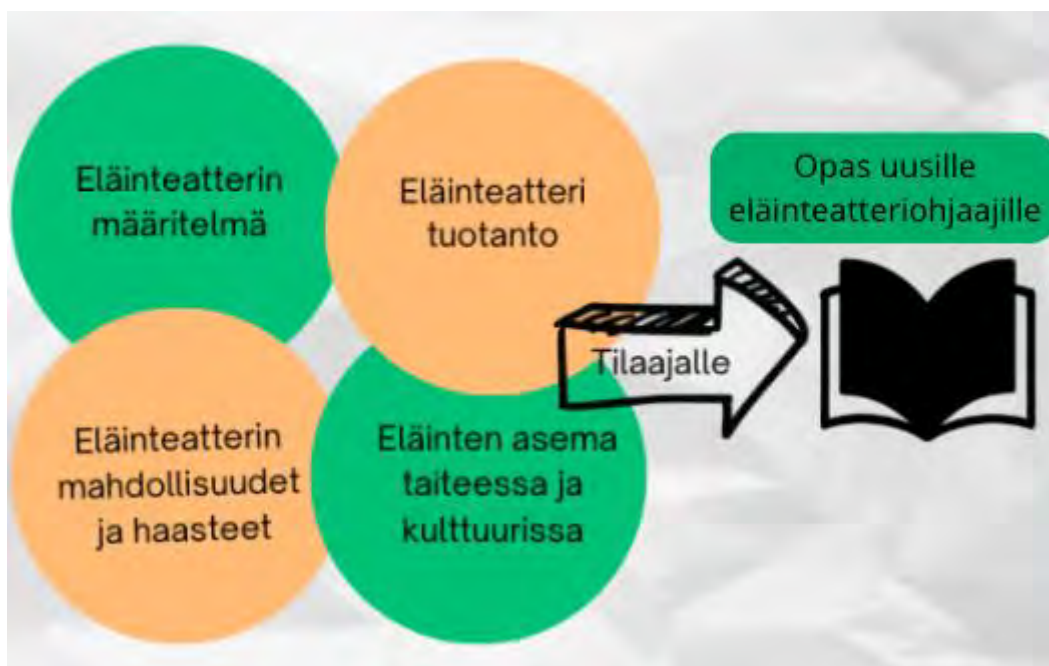 Eläinteatterin
määritelmä
Eläinteatteri
tuotanto
Opas uusille
eläinteatteriohjaajille
Tilaajalle
Eläinteatterin
mahdollisuudet
ja haasteet
Eläinten asema
taiteessa ja
kulttuurissa